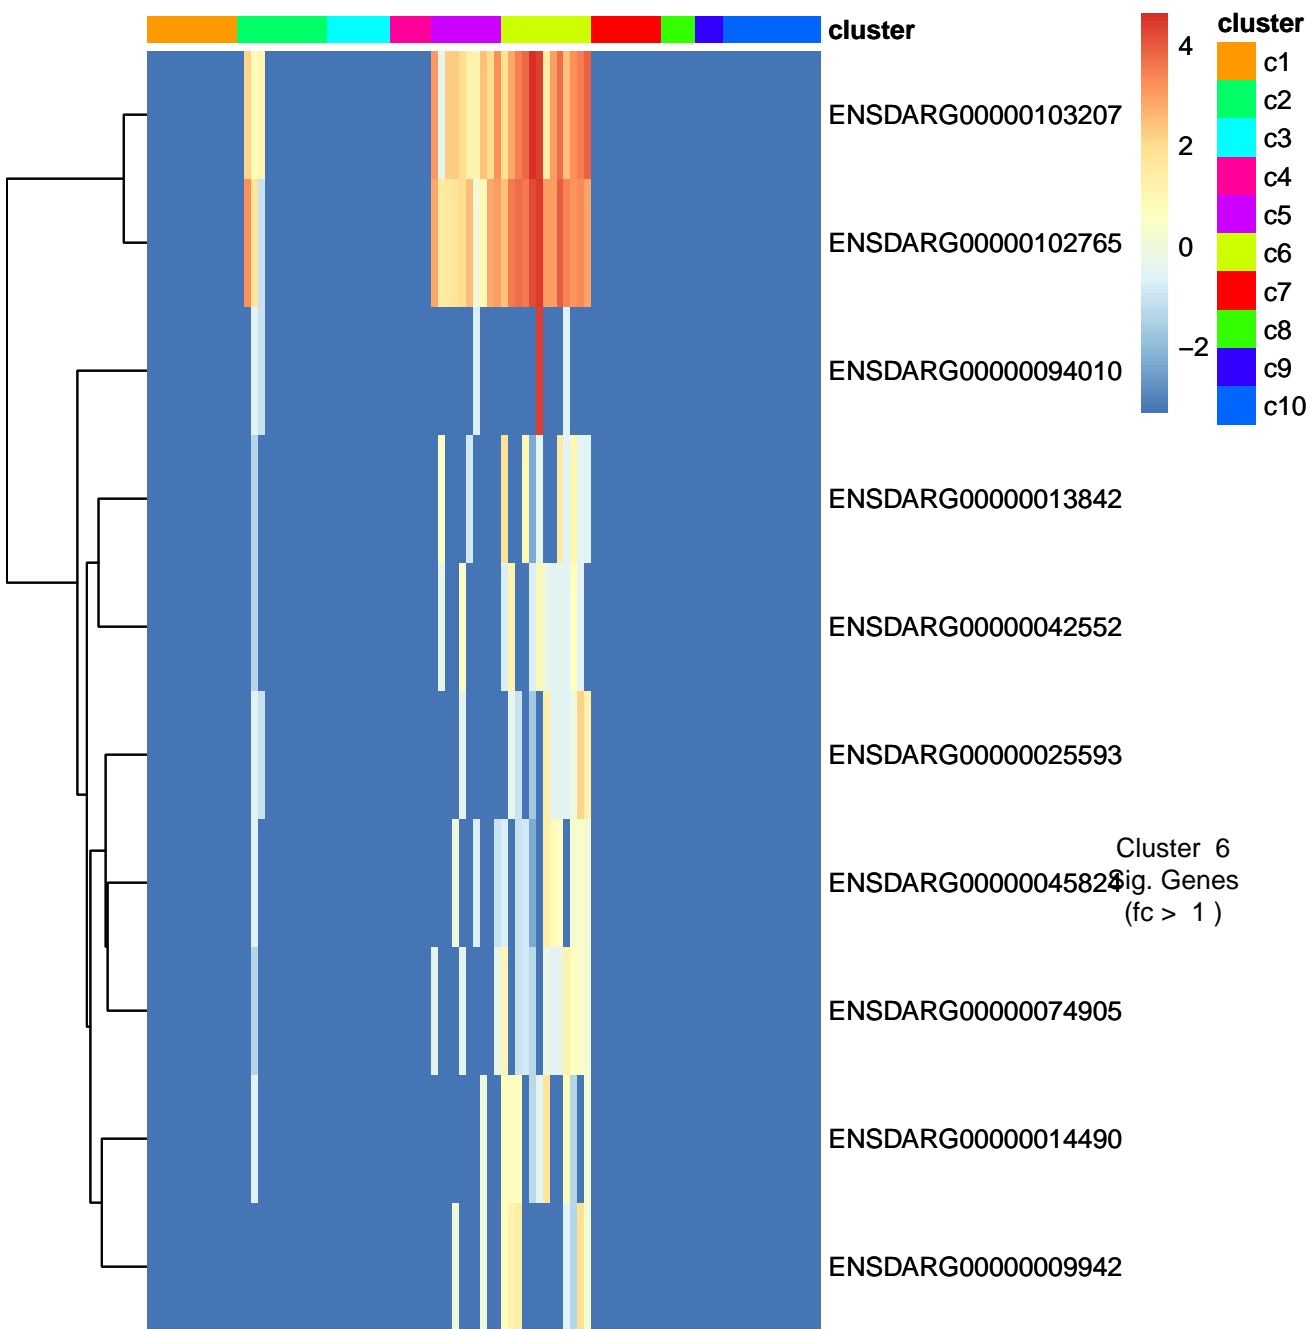 cluster
ENSDARG00000103207
ENSDARG00000102765
ENSDARG00000094010
ENSDARG00000013842
ENSDARG00000042552
ENSDARG00000025593
ENSDARG00000045824
ENSDARG00000074905
ENSDARG00000014490
ENSDARG00000009942
4
2
0
−2
cluster
c1
c2
c3
c4
c5
c6
c7
c8
c9
c10
Cluster 6
Sig. Genes
(fc > 1 )